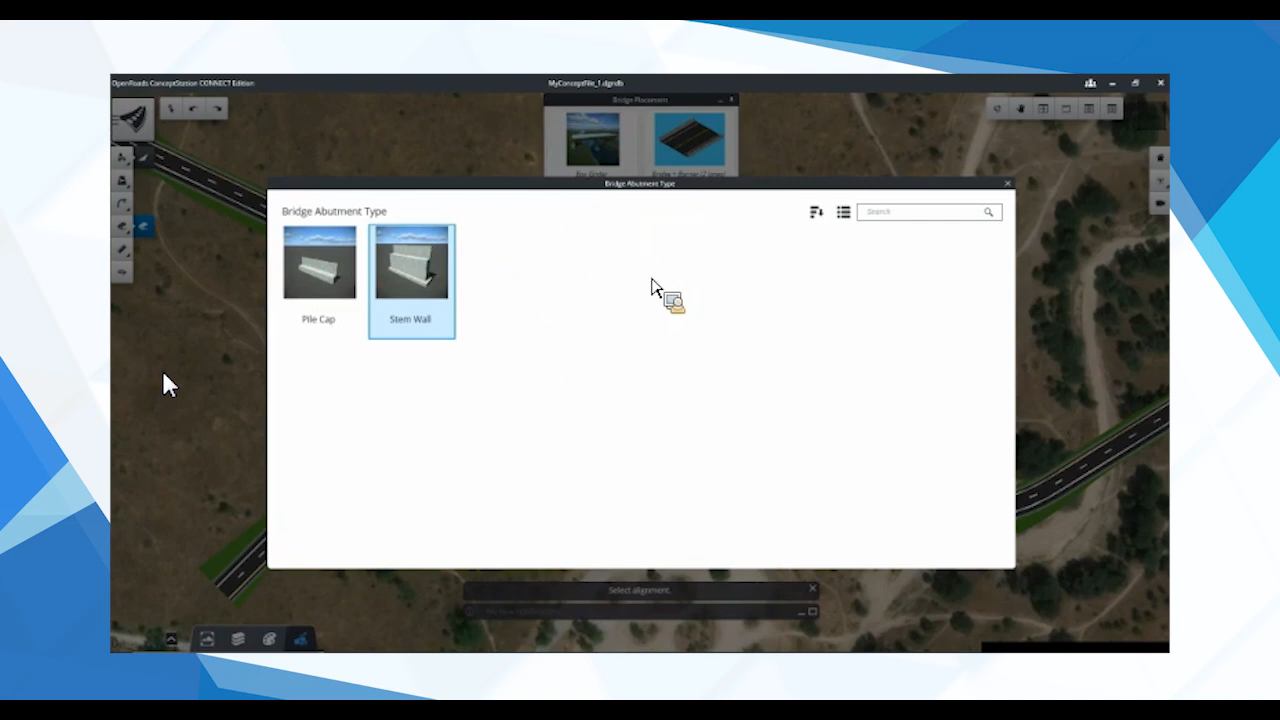 OpenRoads ConceptStation CONNECT Edition
MyConceptFile_1.dgndb
Bridge Placement
Bridge Abutment Type
Bridge Abutment Type
Search
Pile Cap
Stem Wall
Select alignment.